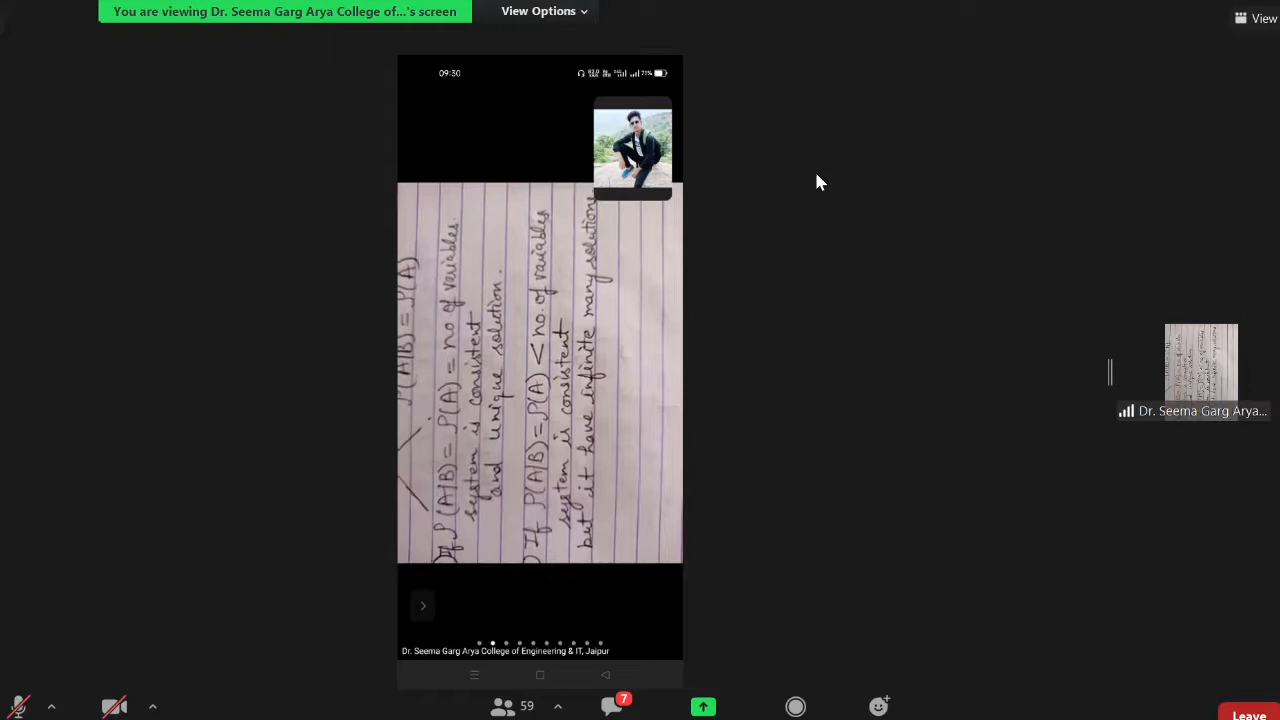 You are viewing Dr. Seema Garg Arya College of...'s screen
View Options
View
09:30
71%
ρ(A|B) = ρ(A)
) If ρ(A|B) = ρ(A) = no. of variables.
system is consistent
and unique solution.
) If ρ(A|B) = ρ(A) < no. of variables
system is consistent
but it have infinite many solutions
Dr. Seema Garg Arya...
Dr. Seema Garg Arya College of Engineering & IT, Jaipur
59
7
Leave